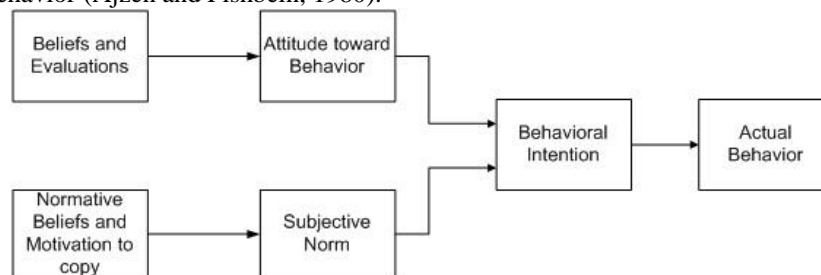 ehavior (Ajzen and Fishbein, 1980).
Beliefs and
Evaluations
Attitude toward
Behavior
Behavioral
Intention
Actual
Behavior
Normative
Beliefs and
Motivation to
copy
Subjective
Norm